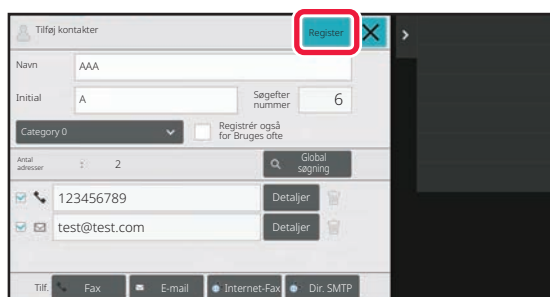 Tilføj kontakter
Register
Navn
AAA
Initial
A
Søgefter
nummer
6
Category 0
Registrér også
for Bruges ofte
Antal
adresser
:
2
Global
søgning
123456789
Detaljer
test@test.com
Detaljer
Tilf.
Fax
E-mail
Internet-Fax
Dir. SMTP